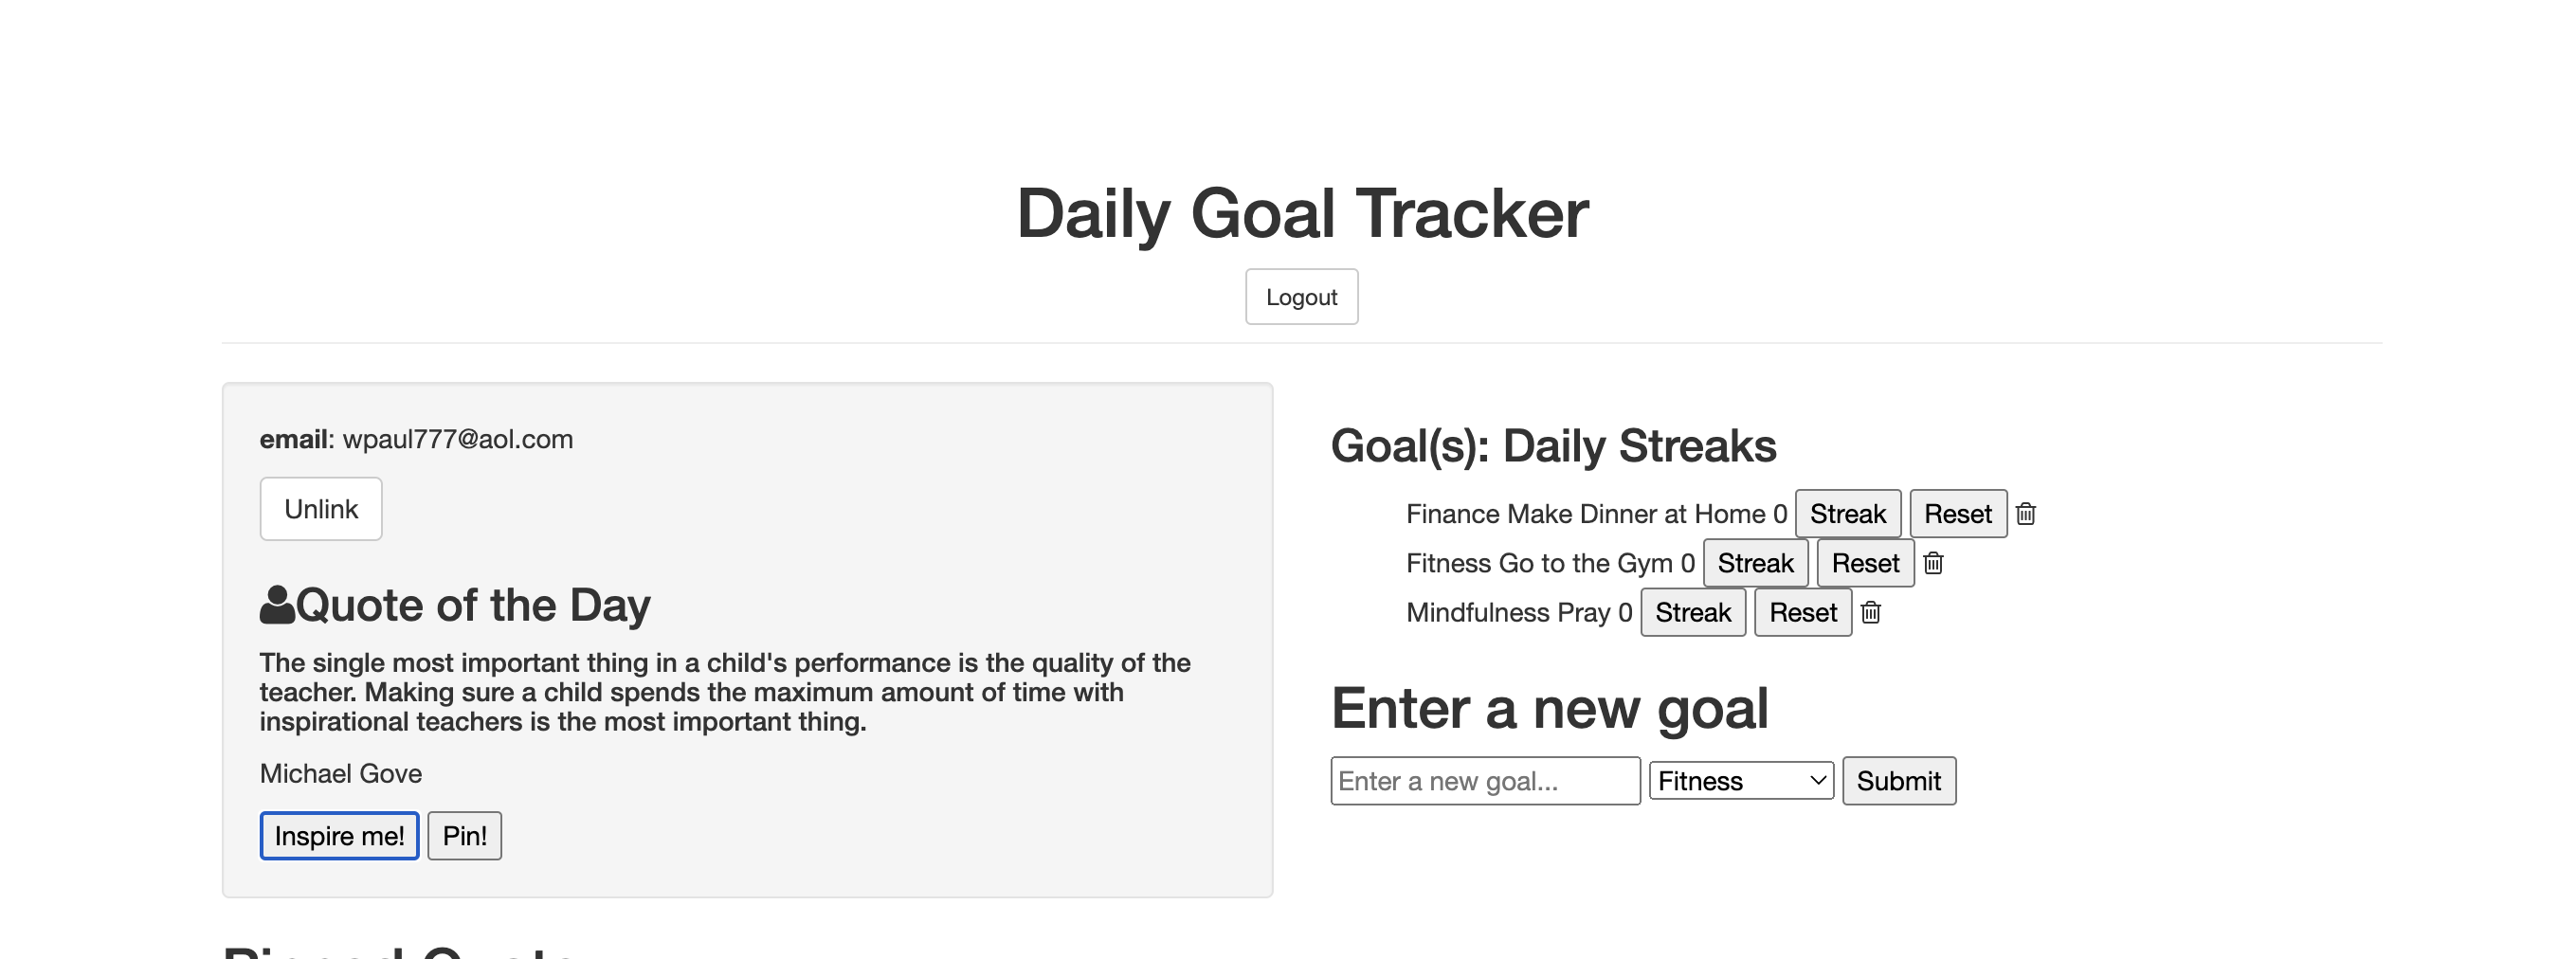 Daily Goal Tracker
Logout
email: wpaul777@aol.com
Unlink
Quote of the Day
The single most important thing in a child's performance is the quality of the
teacher. Making sure a child spends the maximum amount of time with
inspirational teachers is the most important thing.
Michael Gove
Inspire me! Pin!
Goal(s): Daily Streaks
Finance Make Dinner at Home 0 Streak Reset
Fitness Go to the Gym 0 Streak Reset
Mindfulness Pray 0 Streak Reset
Enter a new goal
Enter a new goal... Fitness Submit